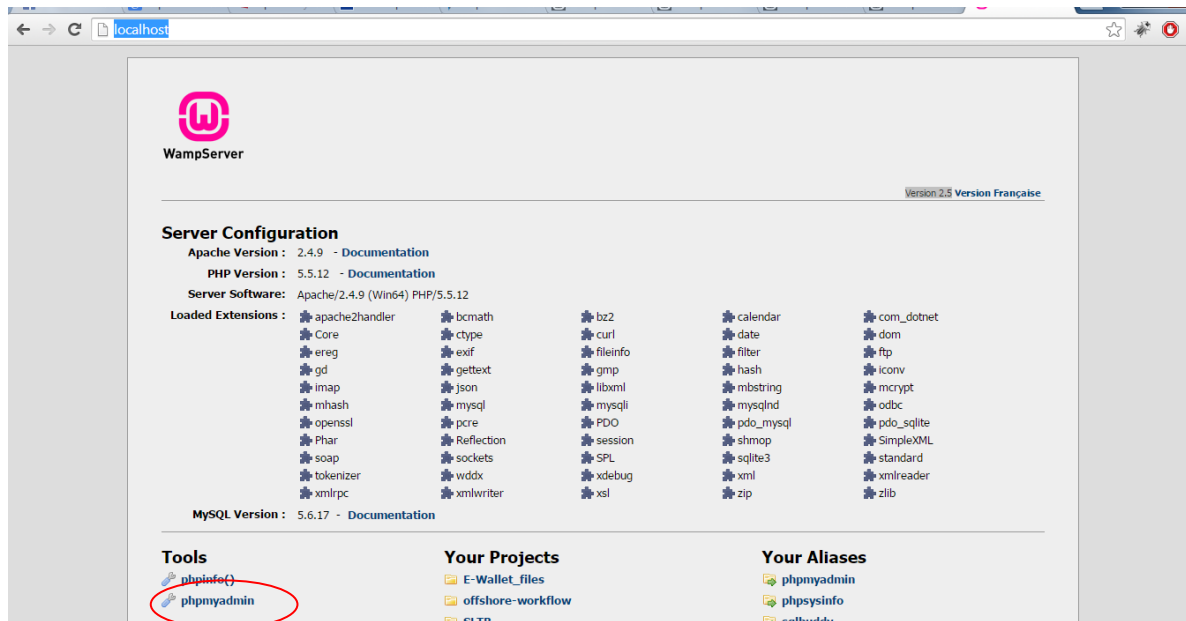 localhost
WampServer
Version 2.5 Version Française
Server Configuration
Apache Version : 2.4.9 - Documentation
PHP Version : 5.5.12 - Documentation
Server Software: Apache/2.4.9 (Win64) PHP/5.5.12
Loaded Extensions : apache2handler bcmath bz2 calendar com_dotnet
Core ctype curl date dom
ereg exif fileinfo filter ftp
gd gettext gmp hash iconv
imap json libxml mbstring mcrypt
mhash mysql mysqli mysqlnd odbc
openssl pcre PDO pdo_mysql pdo_sqlite
Phar Reflection session shmop SimpleXML
soap sockets SPL sqlite3 standard
tokenizer wddx xdebug xml xmlreader
xmlrpc xmlwriter xsl zip zlib
MySQL Version : 5.6.17 - Documentation
Tools Your Projects Your Aliases
phpinfo() E-Wallet_files phpmyadmin
phpmyadmin offshore-workflow phpsysinfo